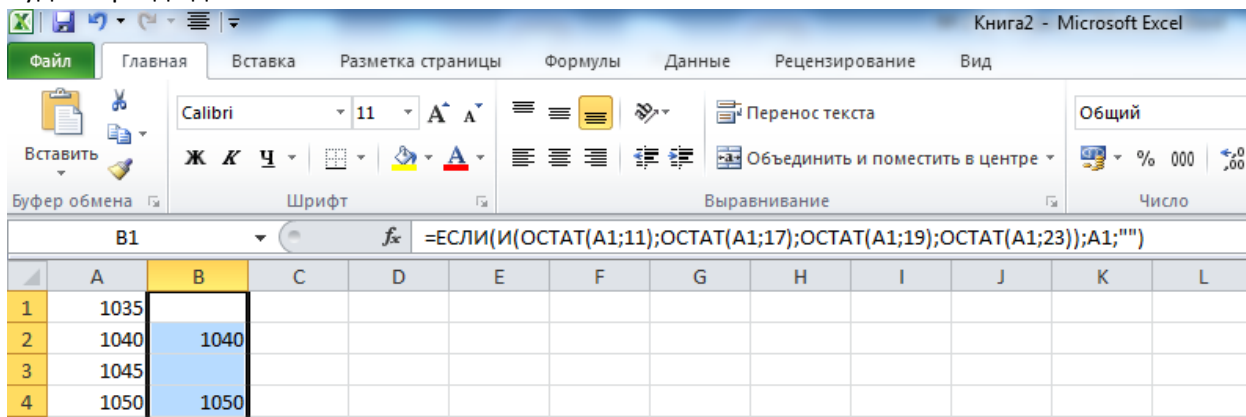 Книга2 - Microsoft Excel
Файл Главная Вставка Разметка страницы Формулы Данные Рецензирование Вид
Calibri 11 А А Перенос текста Общий
Вставить Ж К Ч А Объединить и поместить в центре % 000 ,00
Буфер обмена Шрифт Выравнивание Число
B1 fx =ЕСЛИ(И(ОСТАТ(A1;11);ОСТАТ(A1;17);ОСТАТ(A1;19);ОСТАТ(A1;23));A1;"")
A B C D E F G H I J K L
1 1035
2 1040 1040
3 1045
4 1050 1050